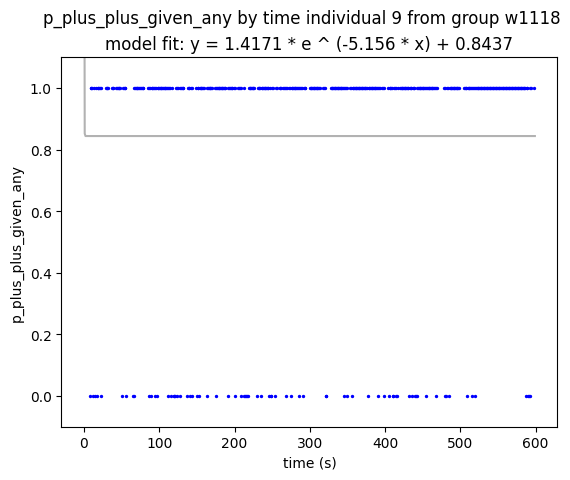 p_plus_plus_given_any by time individual 9 from group w1118
model fit: y = 1.4171 * e ^ (-5.156 * x) + 0.8437
1.0
0.8
0.6
0.4
0.2
0.0
p_plus_plus_given_any
0 100 200 300 400 500 600
time (s)